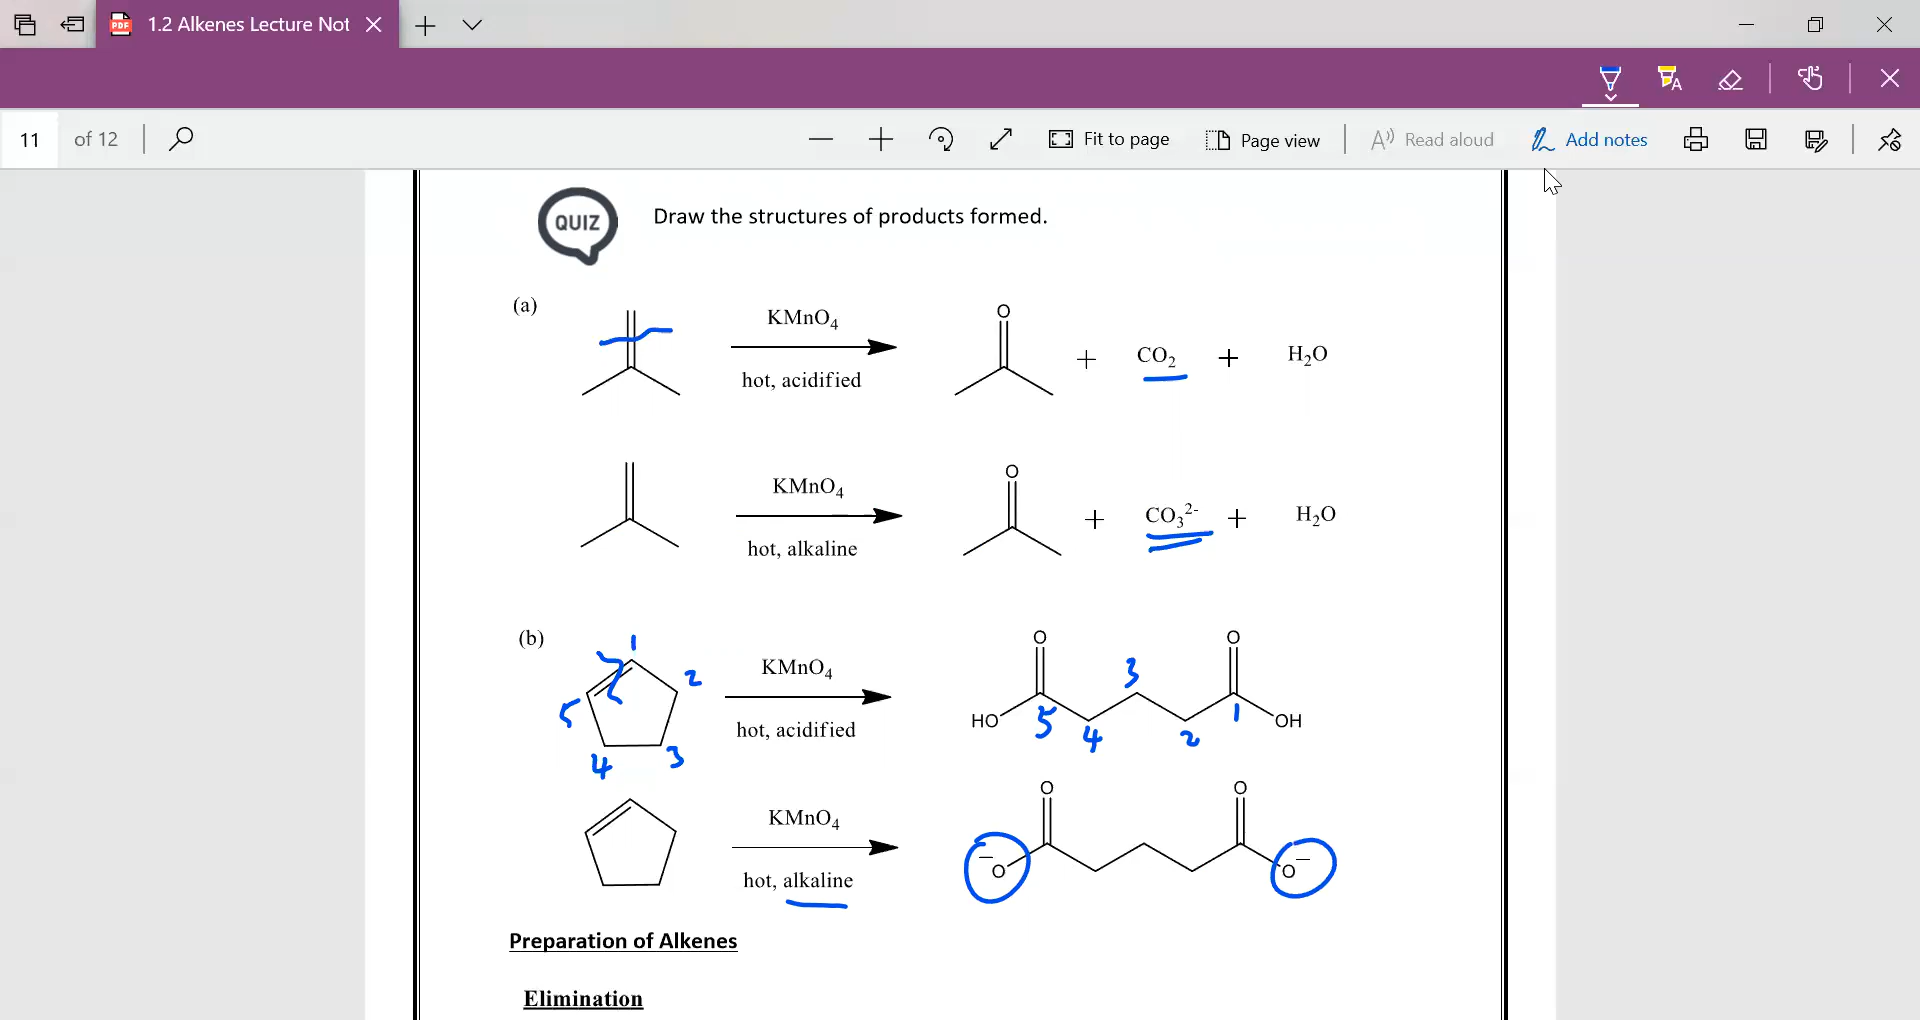 1.2 Alkenes Lecture Not
11 of 12
Fit to page
Page view
Read aloud
Add notes
QUIZ
Draw the structures of products formed.
(a)
KMnO4
hot, acidified
O
+ CO2 + H2O
KMnO4
hot, alkaline
O
+ CO3^2- + H2O
(b)
1
2
3
4
5
KMnO4
hot, acidified
O O
HO 5 4 3 2 1 OH
KMnO4
hot, alkaline
O O
−O O−
Preparation of Alkenes
Elimination